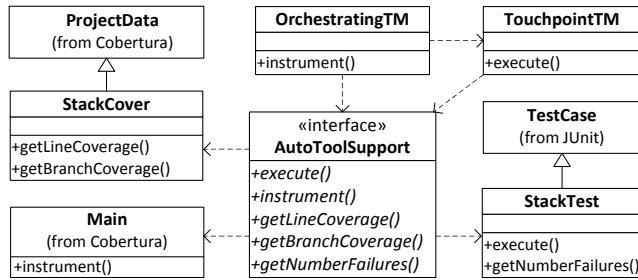 ProjectData
(from Cobertura)
OrchestratingTM
+instrument()
TouchpointTM
+execute()
StackCover
+getLineCoverage()
+getBranchCoverage()
«interface»
AutoToolSupport
+execute()
+instrument()
+getLineCoverage()
+getBranchCoverage()
+getNumberFailures()
TestCase
(from JUnit)
Main
(from Cobertura)
+instrument()
StackTest
+execute()
+getNumberFailures()